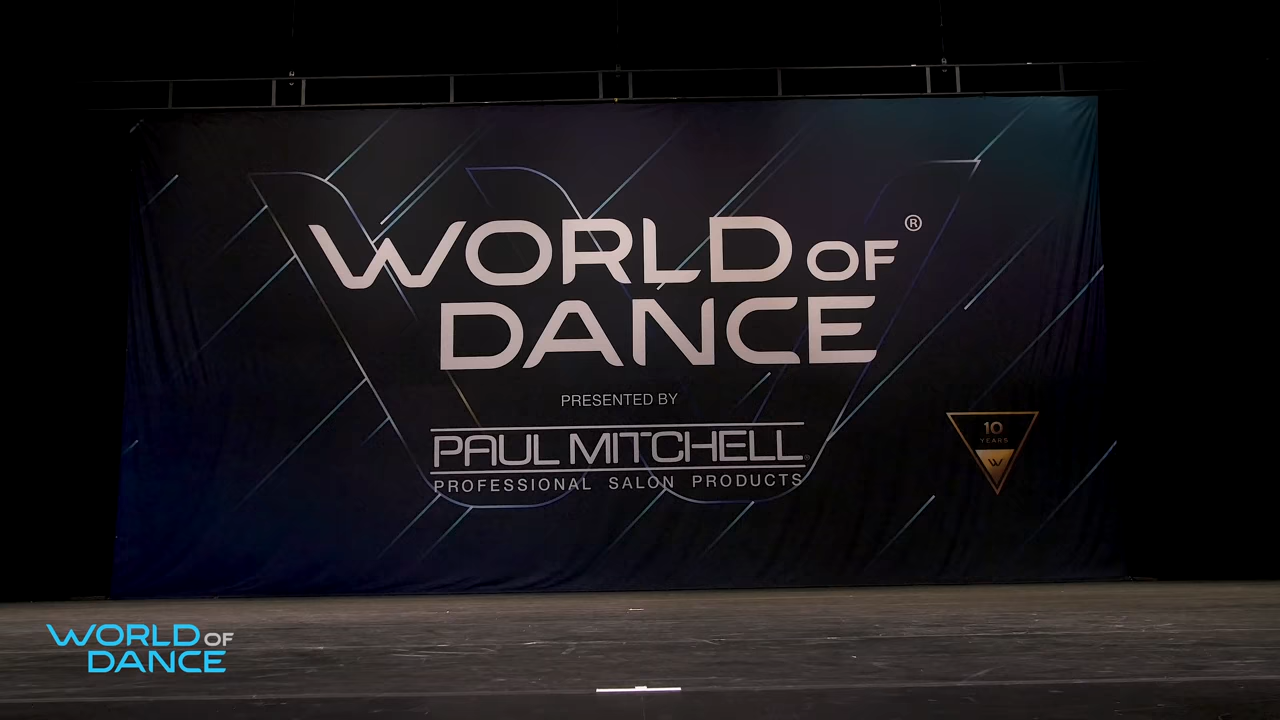 WORLD OF ®
DANCE
PRESENTED BY
PAUL MITCHELL
PROFESSIONAL SALON PRODUCTS
10
YEARS
W
WORLD OF
DANCE